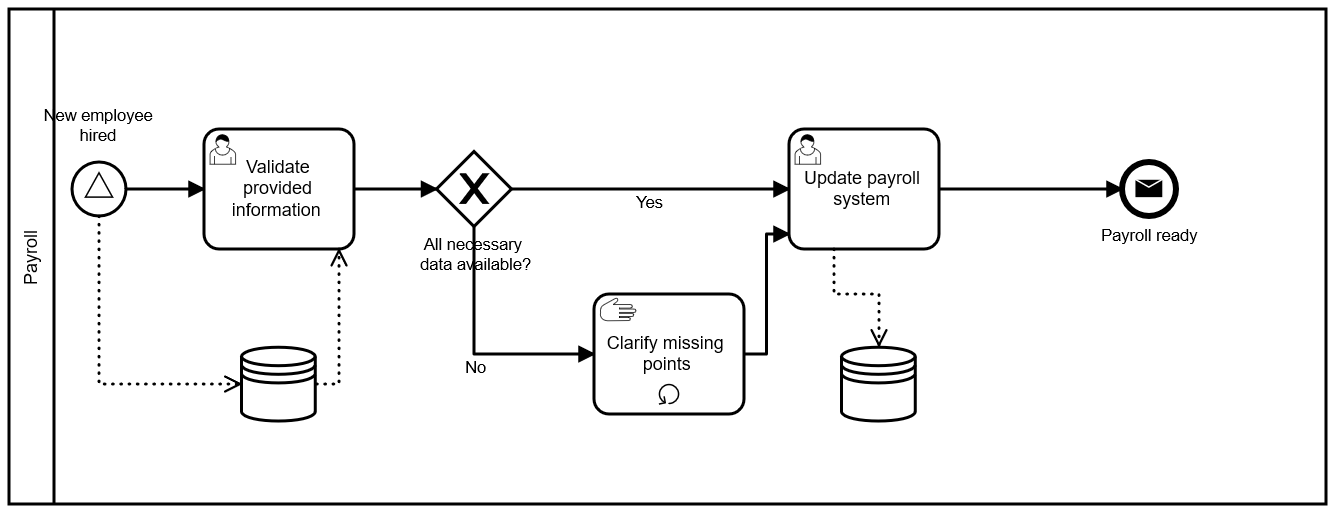 Payroll
New employee
hired
Validate
provided
information
All necessary
data available?
Yes
No
Clarify missing
points
Update payroll
system
Payroll ready